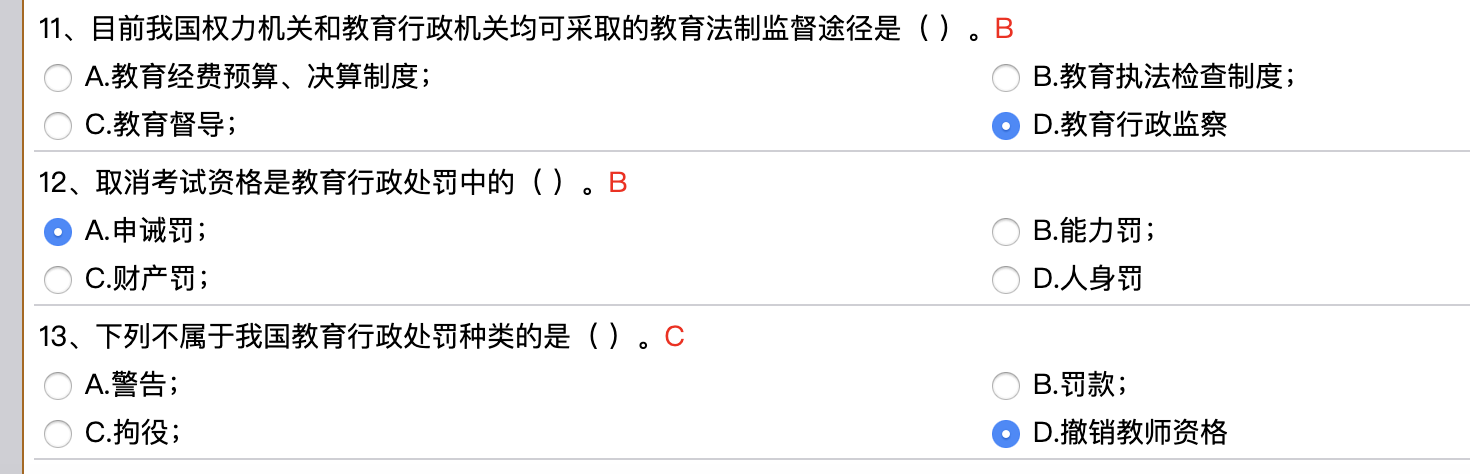 11、目前我国权力机关和教育行政机关均可采取的教育法制监督途径是（ ）。B
A.教育经费预算、决算制度； B.教育执法检查制度；
C.教育督导； D.教育行政监察
12、取消考试资格是教育行政处罚中的（ ）。B
A.申诫罚； B.能力罚；
C.财产罚； D.人身罚
13、下列不属于我国教育行政处罚种类的是（ ）。C
A.警告； B.罚款；
C.拘役； D.撤销教师资格